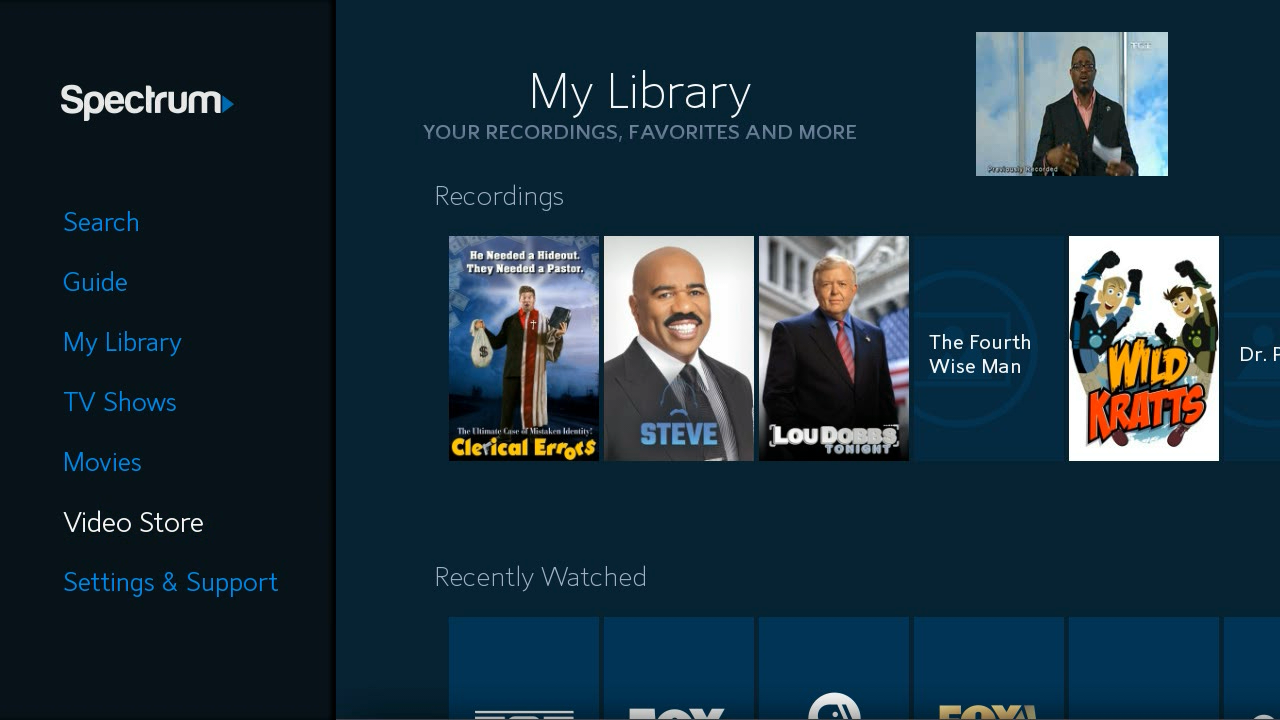 Spectrum
Search
Guide
My Library
TV Shows
Movies
Video Store
Settings & Support
My Library
YOUR RECORDINGS, FAVORITES AND MORE
TCT
Previously Recorded
Recordings
He Needed a Hideout.
They Needed a Pastor.
$
The Ultimate Case of Mistaken Identity!
Clerical Errors
STEVE
LOU DOBBS
TONIGHT
The Fourth
Wise Man
WILD
KRATTS
Dr.
Recently Watched
FOX
FOX